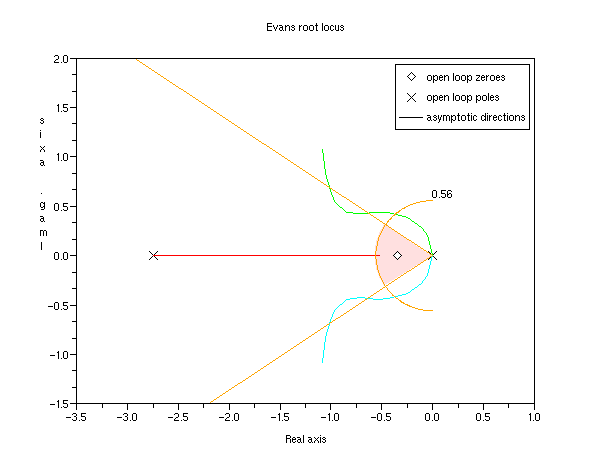 Evans root locus
open loop zeroes
open loop poles
asymptotic directions
2.0
1.5
1.0
0.5
0.0
−0.5
−1.0
−1.5
sixa .gamI
0.56
−3.5 −3.0 −2.5 −2.0 −1.5 −1.0 −0.5 0.0 0.5 1.0
Real axis